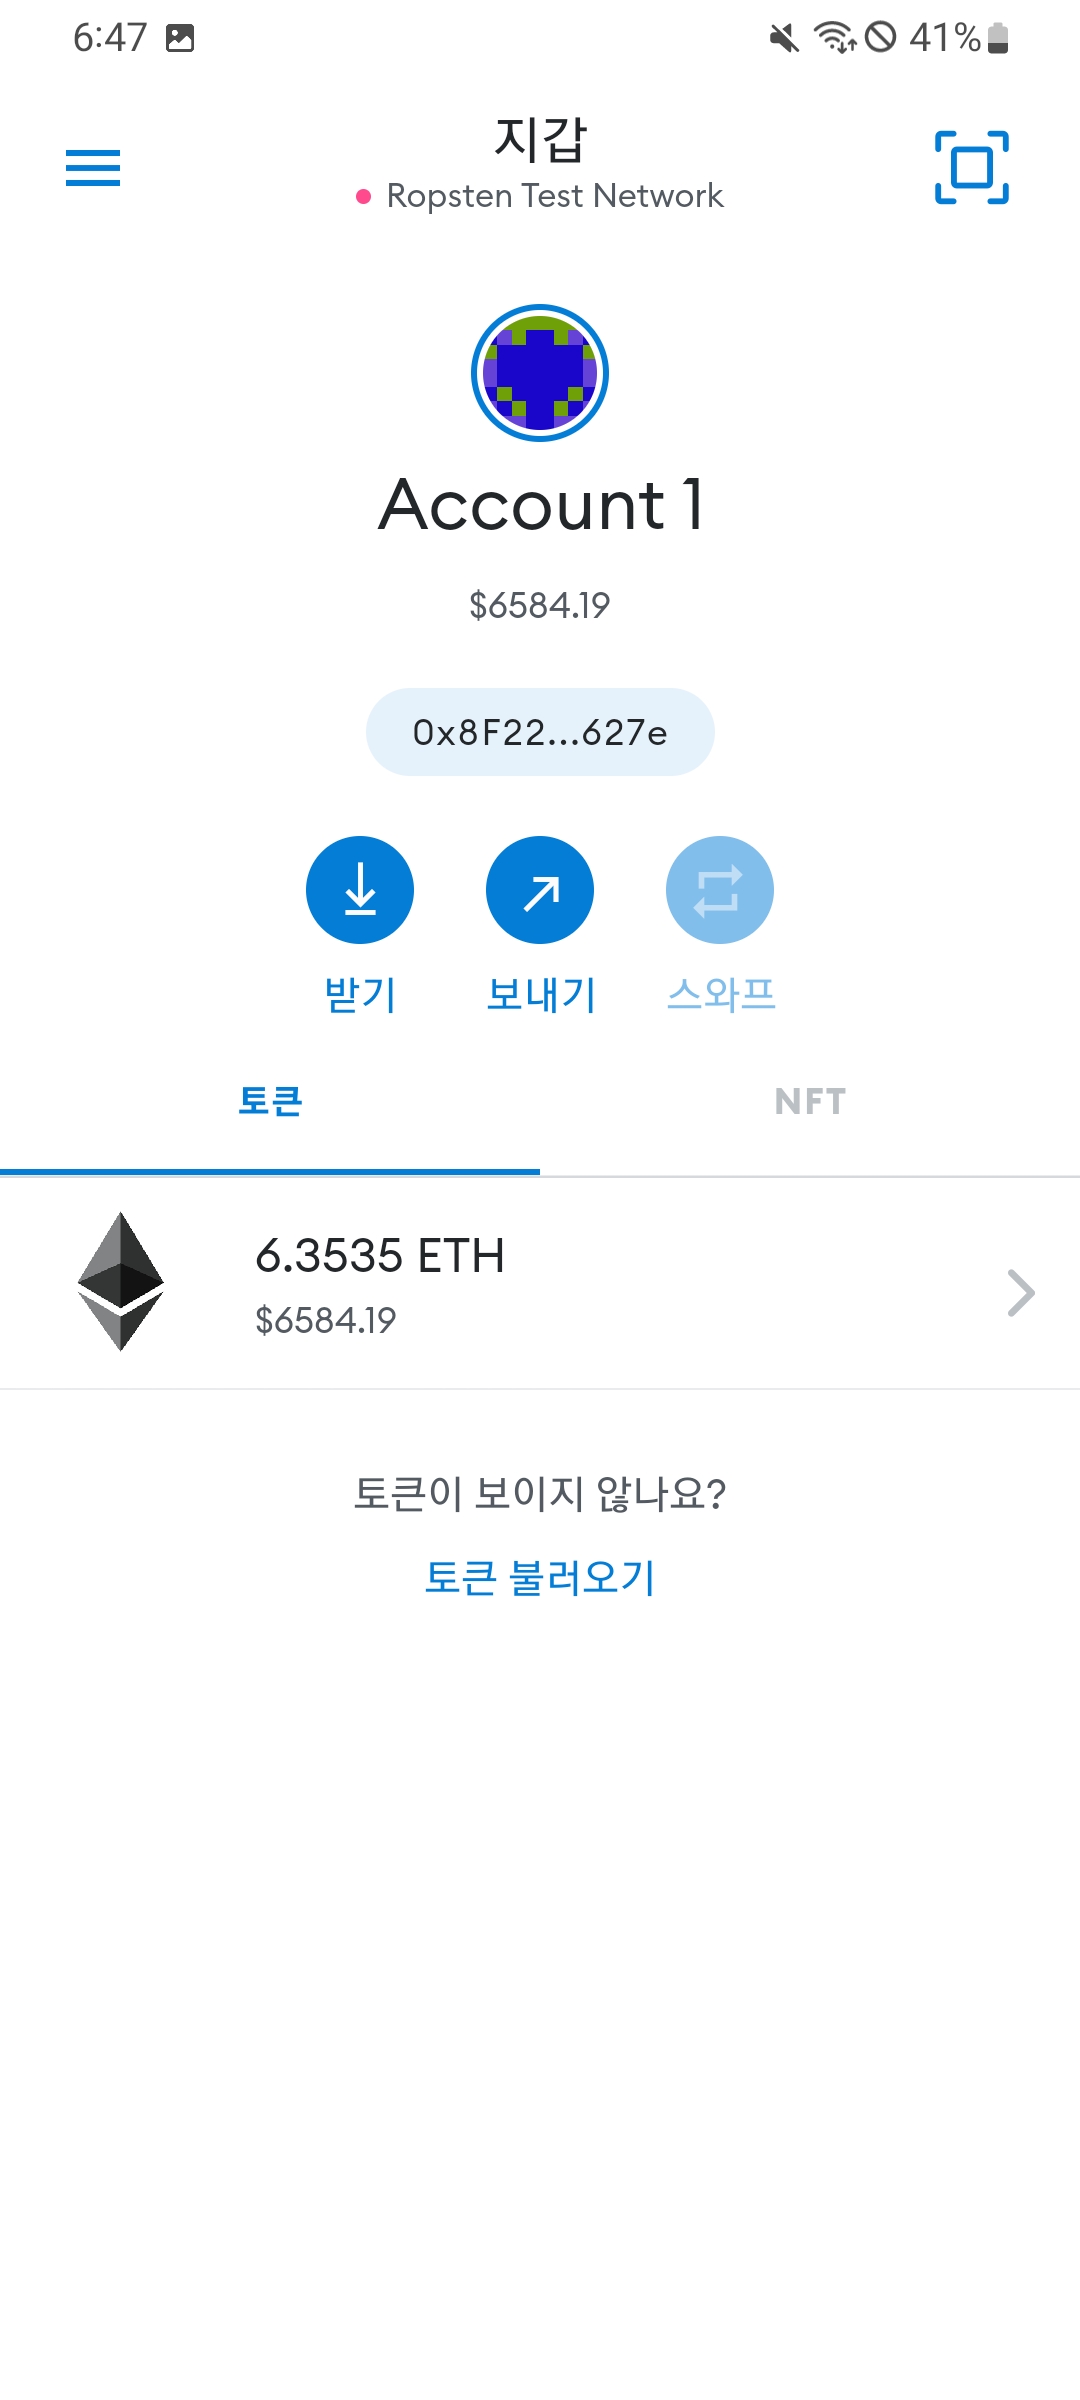 6:47 41%
지갑
Ropsten Test Network
Account 1
$6584.19
0x8F22...627e
받기 보내기 스와프
토큰 NFT
6.3535 ETH
$6584.19
토큰이 보이지 않나요?
토큰 불러오기